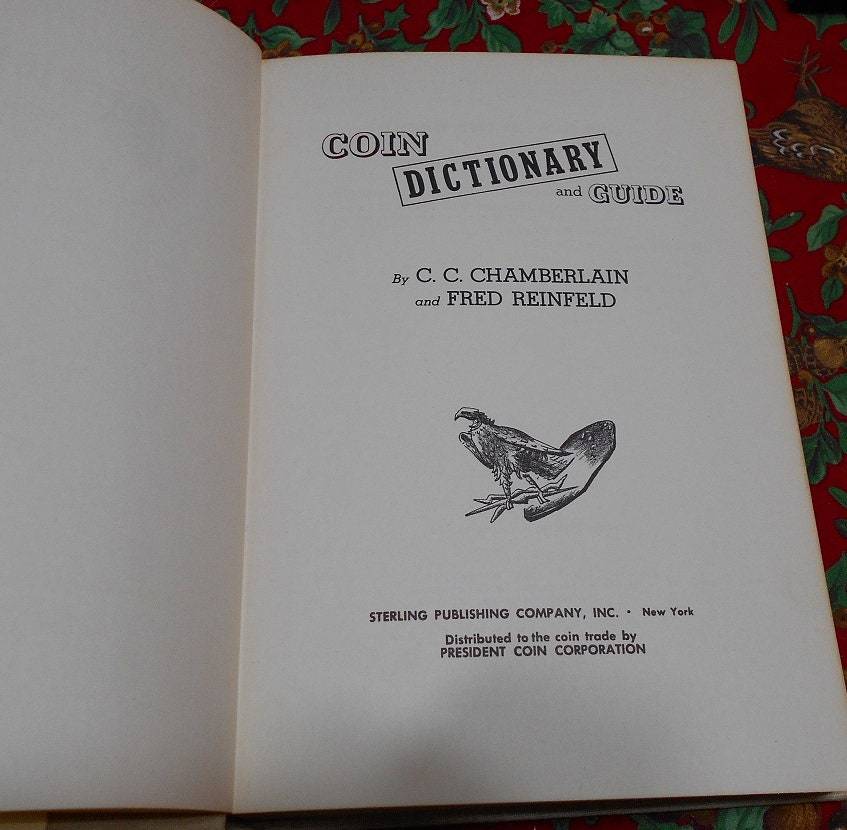 COIN
DICTIONARY
and GUIDE
By C. C. CHAMBERLAIN
and FRED REINFELD
STERLING PUBLISHING COMPANY, INC. · New York
Distributed to the coin trade by
PRESIDENT COIN CORPORATION